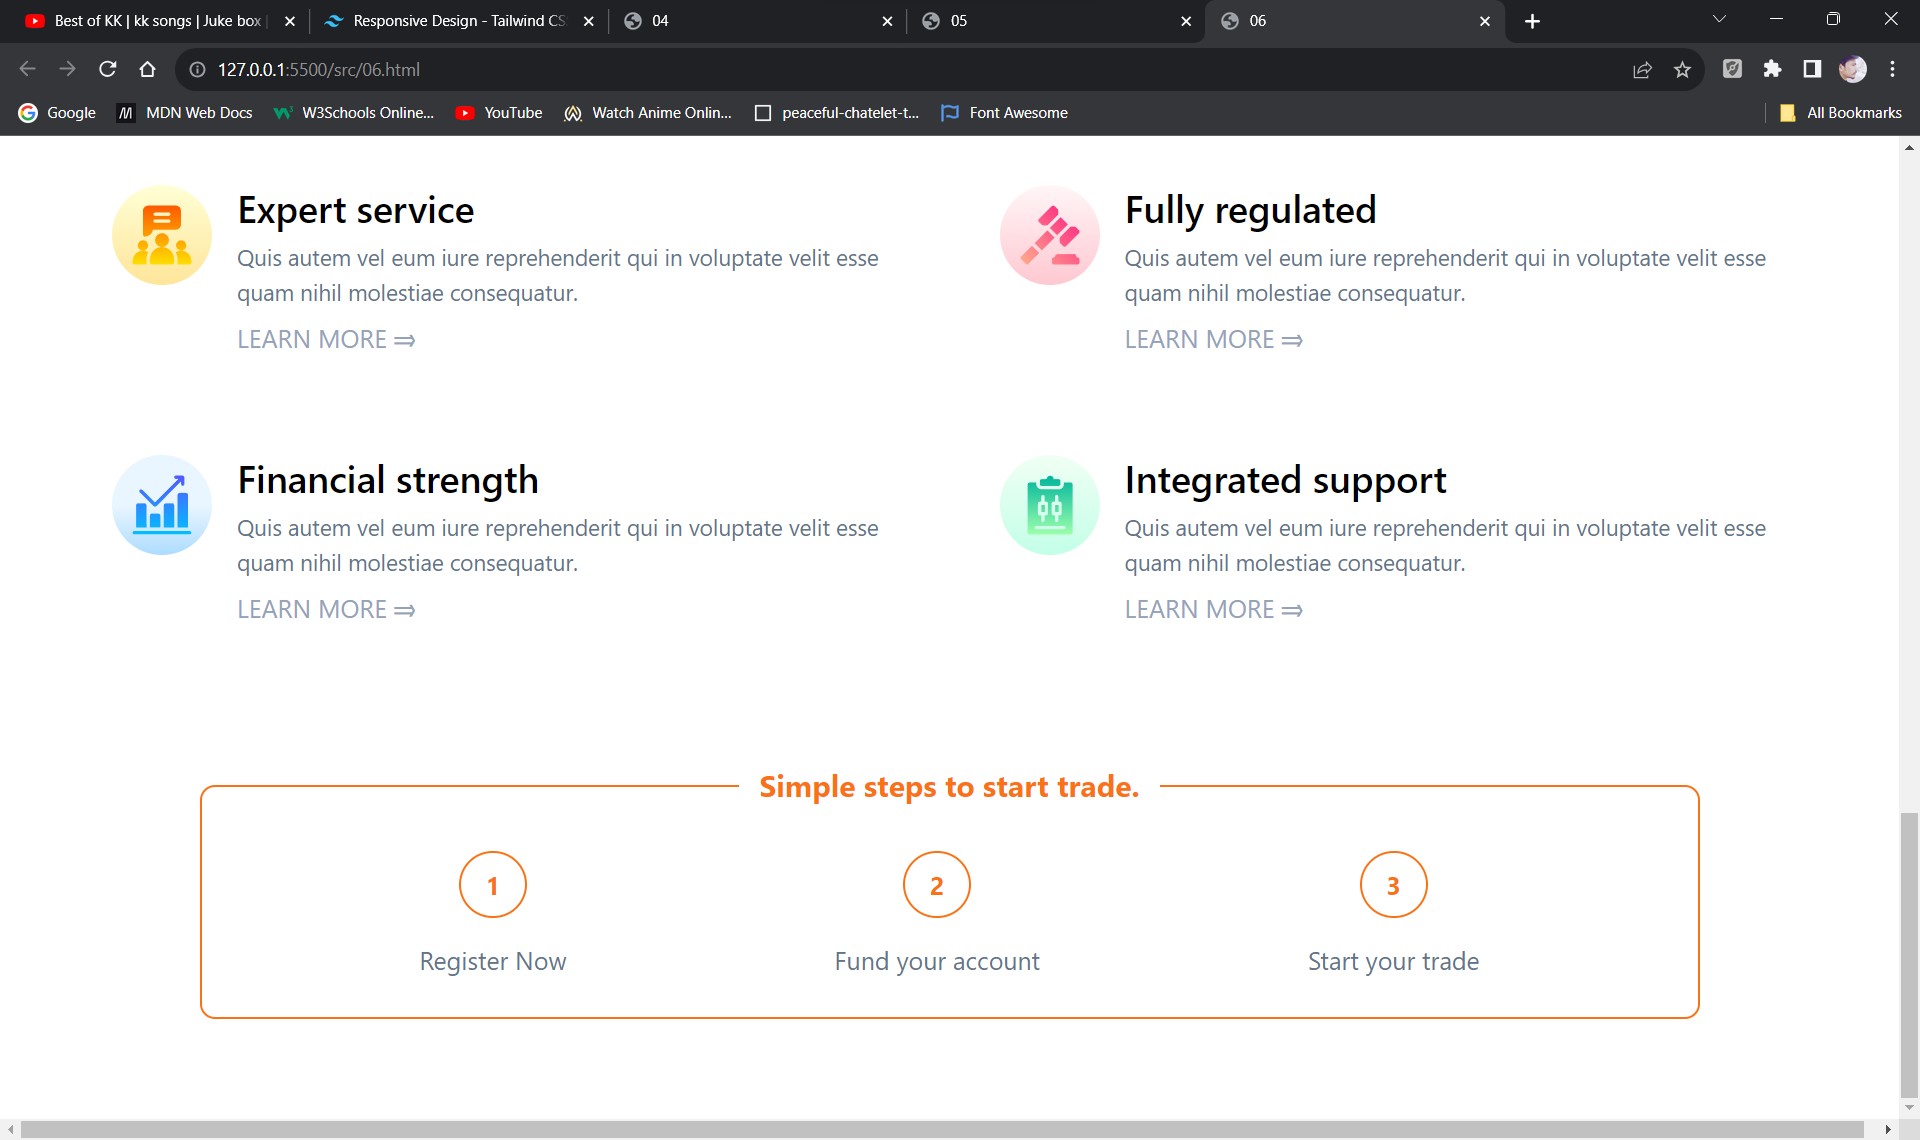 Best of KK | kk songs | Juke box
Responsive Design - Tailwind CS
04
05
06
127.0.0.1:5500/src/06.html
Google
MDN Web Docs
W3Schools Online...
YouTube
Watch Anime Onlin...
peaceful-chatelet-t...
Font Awesome
All Bookmarks
Expert service
Quis autem vel eum iure reprehenderit qui in voluptate velit esse
quam nihil molestiae consequatur.
LEARN MORE ⇒
Fully regulated
Quis autem vel eum iure reprehenderit qui in voluptate velit esse
quam nihil molestiae consequatur.
LEARN MORE ⇒
Financial strength
Quis autem vel eum iure reprehenderit qui in voluptate velit esse
quam nihil molestiae consequatur.
LEARN MORE ⇒
Integrated support
Quis autem vel eum iure reprehenderit qui in voluptate velit esse
quam nihil molestiae consequatur.
LEARN MORE ⇒
Simple steps to start trade.
1
Register Now
2
Fund your account
3
Start your trade